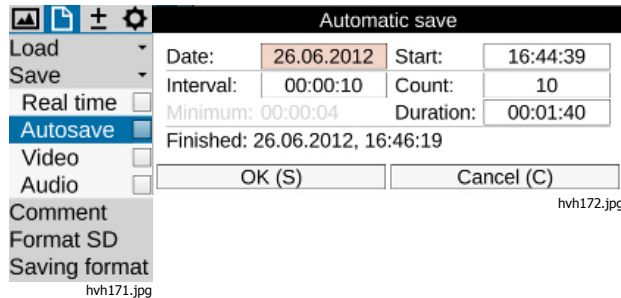 Load
Save
Real time
Autosave
Video
Audio
Comment
Format SD
Saving format
hvh171.jpg
Automatic save
Date: 26.06.2012 Start: 16:44:39
Interval: 00:00:10 Count: 10
Minimum: 00:00:04 Duration: 00:01:40
Finished: 26.06.2012, 16:46:19
OK (S) Cancel (C)
hvh172.jpg